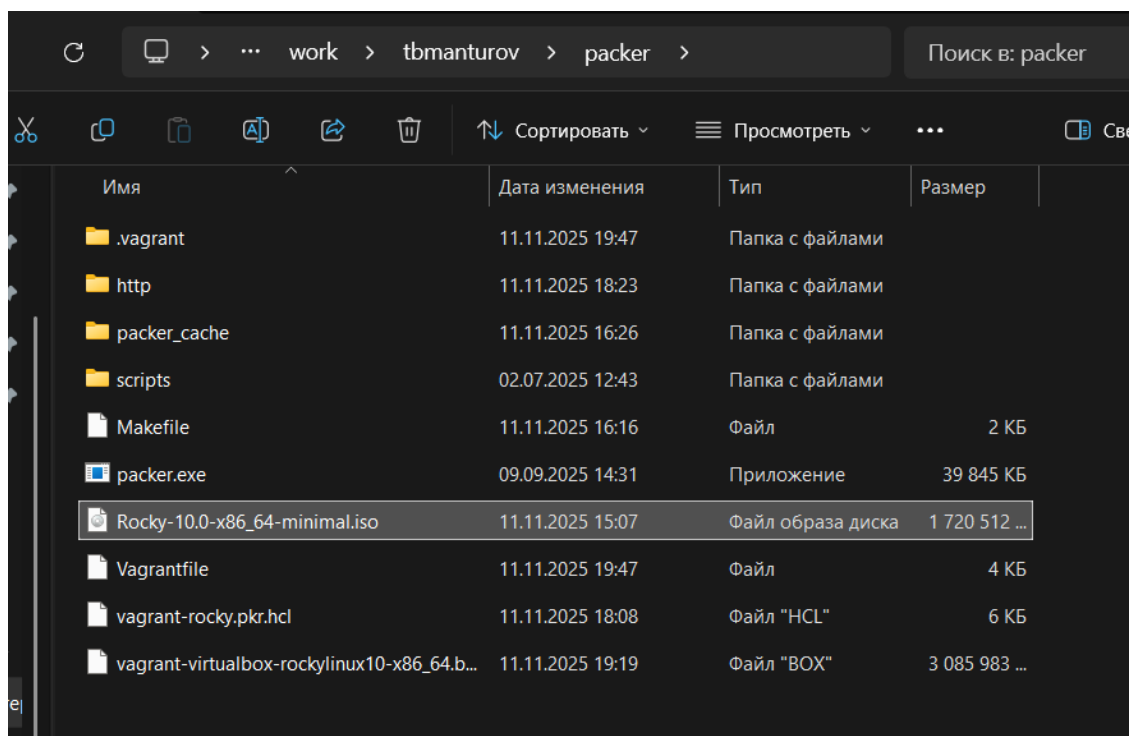 ··· work > tbmanturov > packer > Поиск в: packer
Сортировать Просмотреть ··· Све
Имя Дата изменения Тип Размер
.vagrant 11.11.2025 19:47 Папка с файлами
http 11.11.2025 18:23 Папка с файлами
packer_cache 11.11.2025 16:26 Папка с файлами
scripts 02.07.2025 12:43 Папка с файлами
Makefile 11.11.2025 16:16 Файл 2 КБ
packer.exe 09.09.2025 14:31 Приложение 39 845 КБ
Rocky-10.0-x86_64-minimal.iso 11.11.2025 15:07 Файл образа диска 1 720 512 ...
Vagrantfile 11.11.2025 19:47 Файл 4 КБ
vagrant-rocky.pkr.hcl 11.11.2025 18:08 Файл "HCL" 6 КБ
vagrant-virtualbox-rockylinux10-x86_64.b... 11.11.2025 19:19 Файл "BOX" 3 085 983 ...